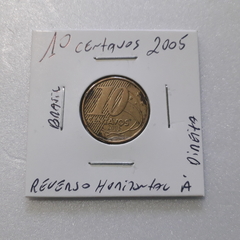 10 CENTAVOS 2005
BRASIL
10
CENTAVOS
DIREITA
REVERSO HORIZONTAL "A"